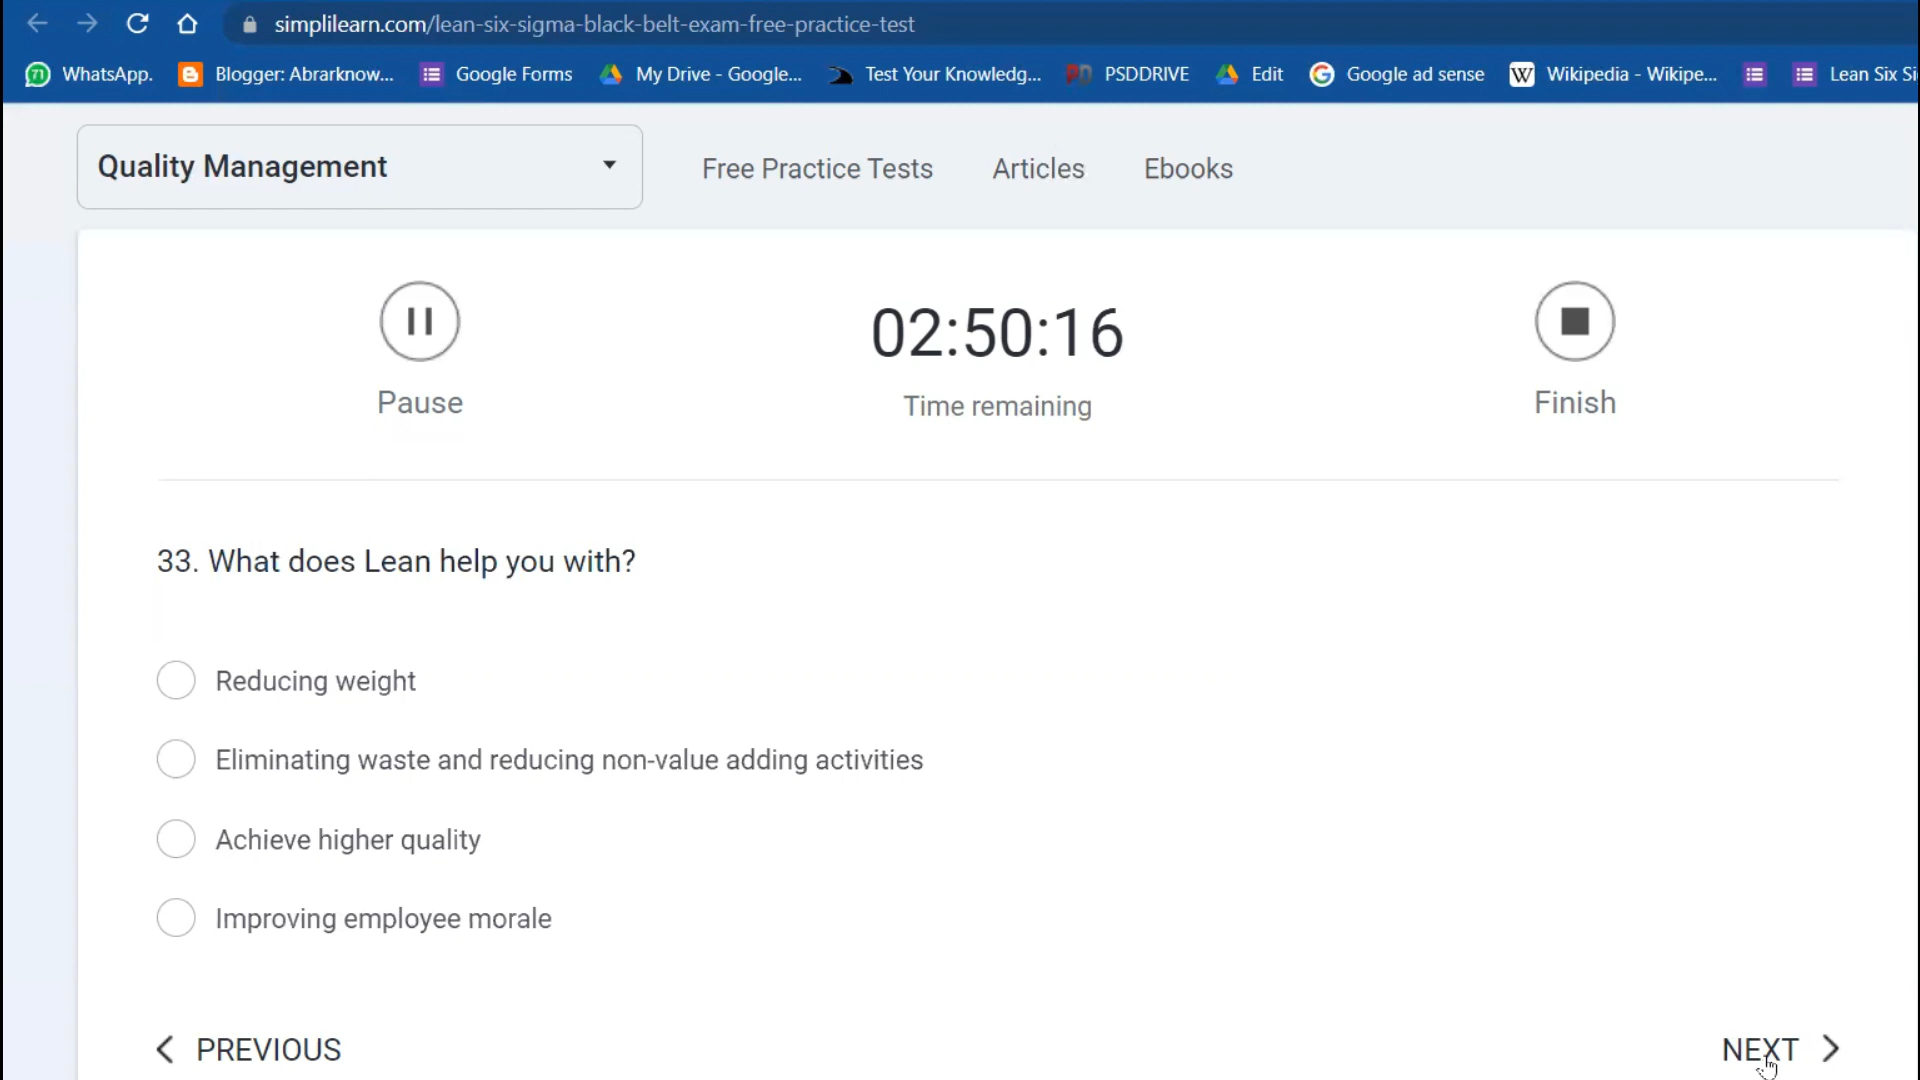 simplilearn.com/lean-six-sigma-black-belt-exam-free-practice-test
71 WhatsApp. Blogger: Abrarknow... Google Forms My Drive - Google... Test Your Knowledg... PD PSDDRIVE Edit G Google ad sense W Wikipedia - Wikipe... Lean Six Si
Quality Management Free Practice Tests Articles Ebooks
02:50:16
Pause Time remaining Finish
33. What does Lean help you with?
Reducing weight
Eliminating waste and reducing non-value adding activities
Achieve higher quality
Improving employee morale
PREVIOUS NEXT